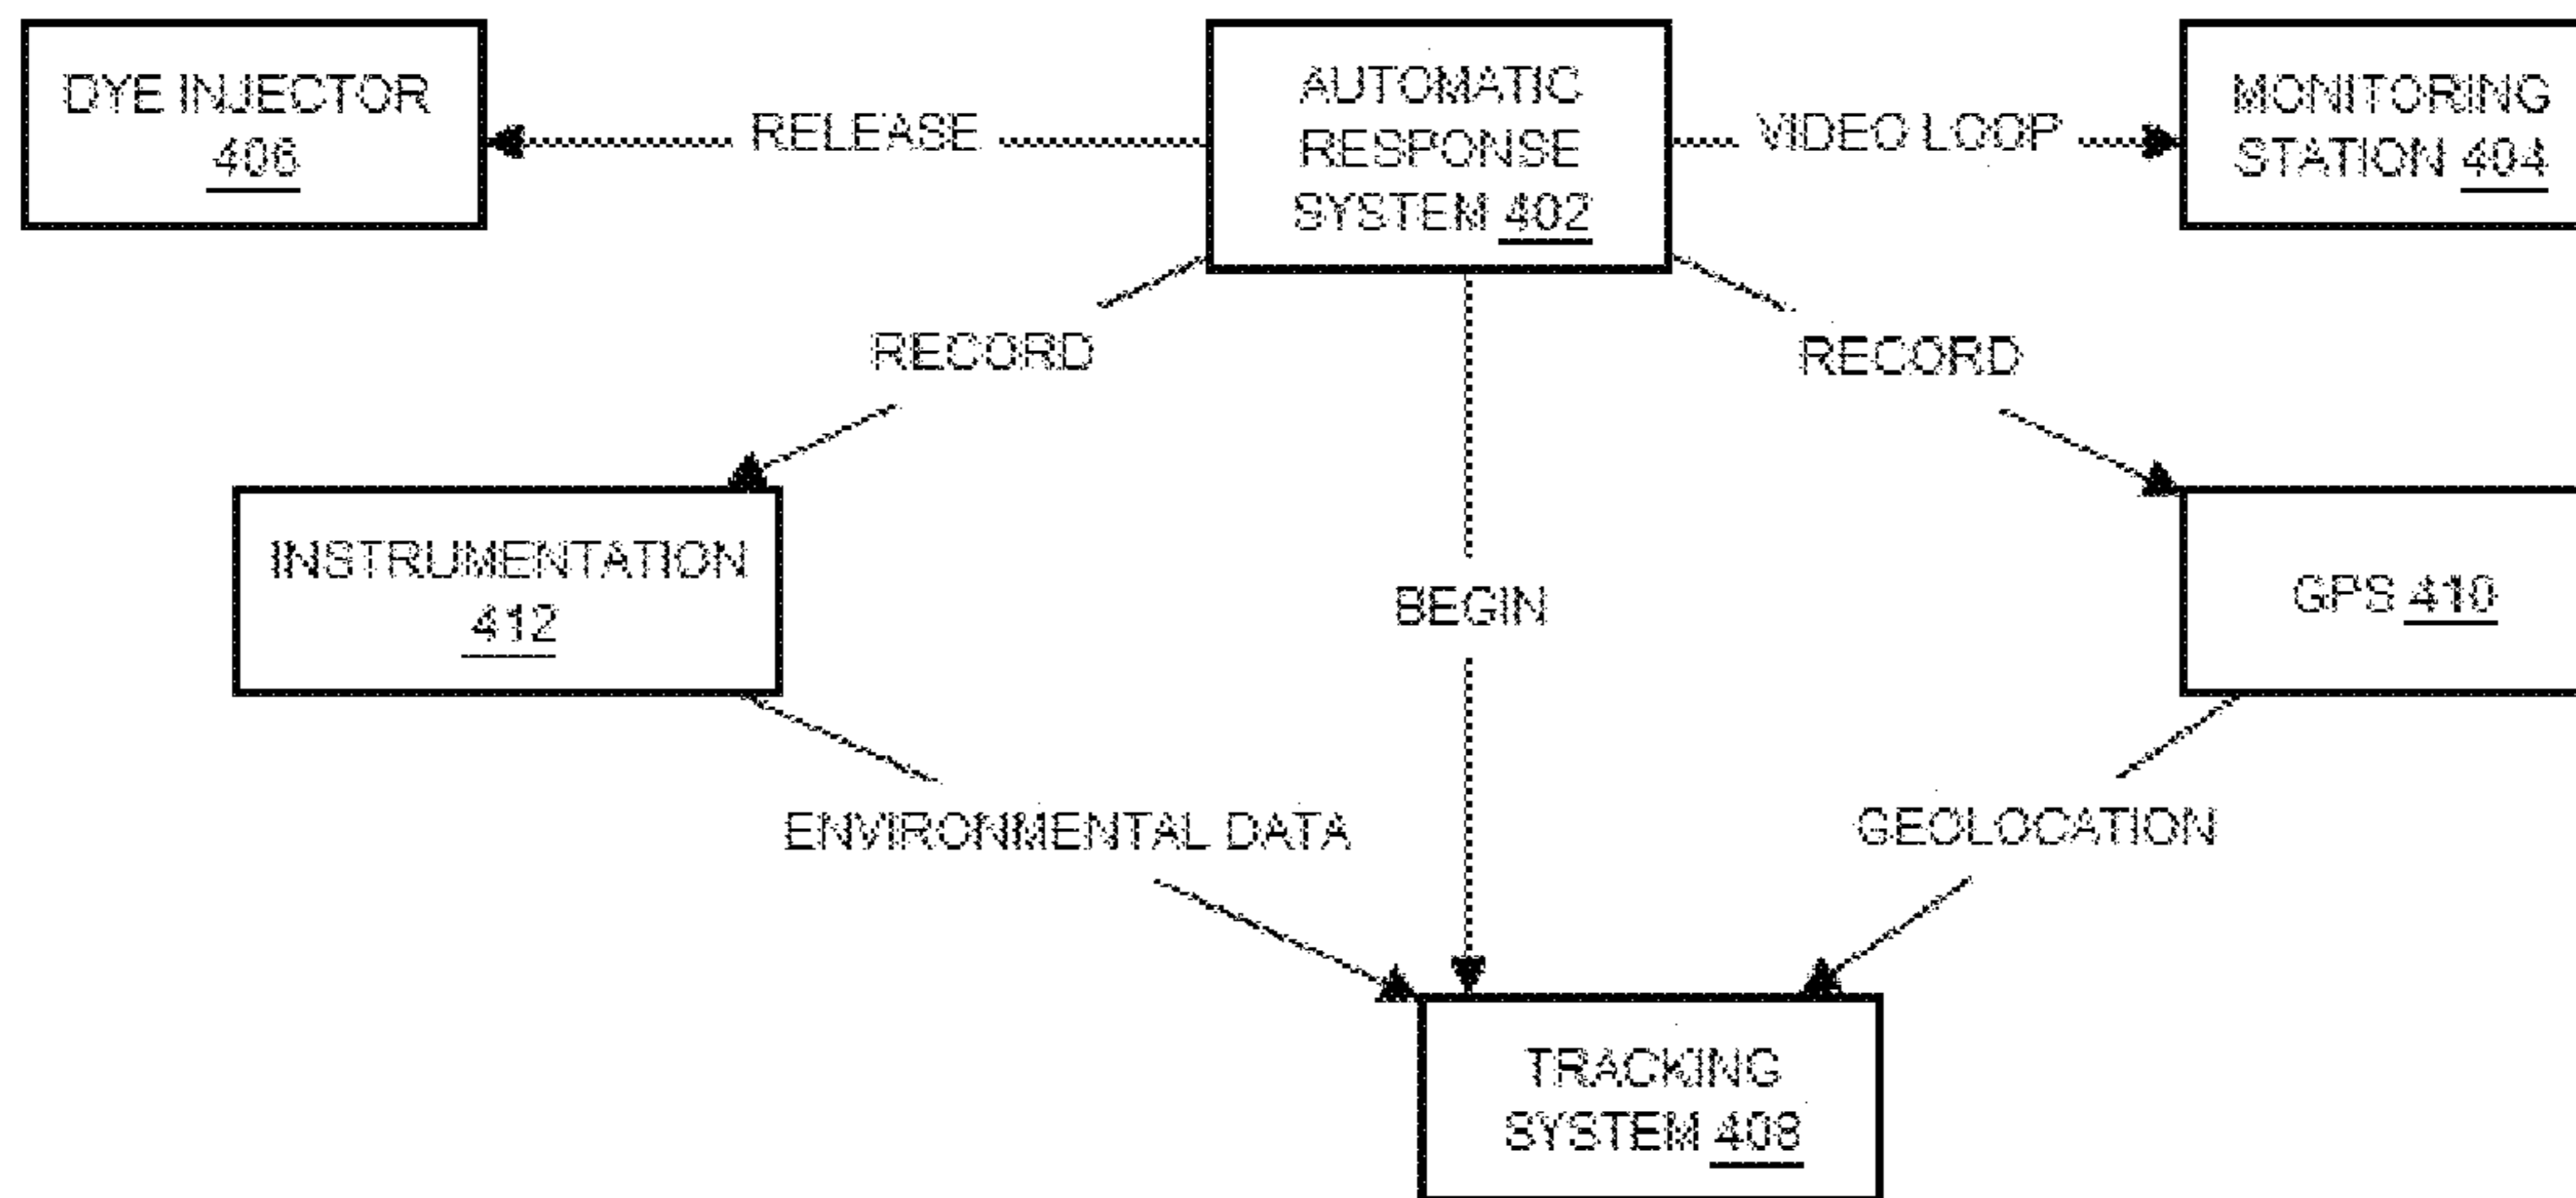 DYE INJECTOR
406
RELEASE
AUTOMATIC
RESPONSE
SYSTEM 402
VIDEO LOOP
MONITORING
STATION 404
RECORD
RECORD
INSTRUMENTATION
412
BEGIN
GPS 410
ENVIRONMENTAL DATA
GEOLOCATION
TRACKING
SYSTEM 408